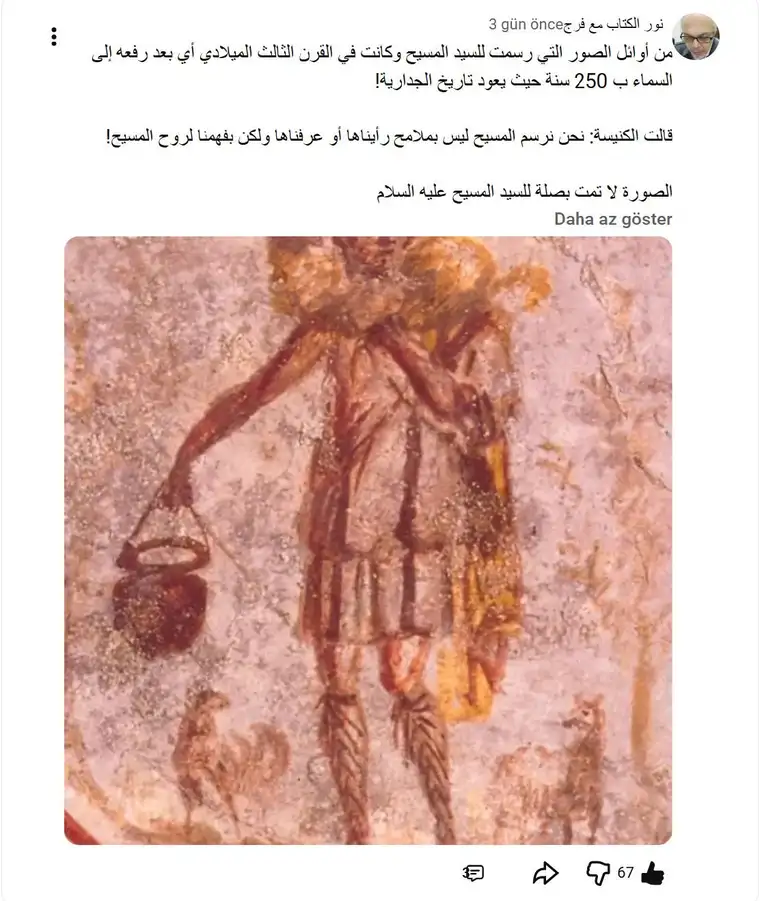 نور الكتاب مع فرج3 gün önce
من أوائل الصور التي رسمت للسيد المسيح وكانت في القرن الثالث الميلادي أي بعد رفعه إلى
السماء ب 250 سنة حيث يعود تاريخ الجدارية!
قالت الكنيسة: نحن نرسم المسيح ليس بملامح رأيناها أو عرفناها ولكن بفهمنا لروح المسيح!
الصورة لا تمت بصلة للسيد المسيح عليه السلام
Daha az göster
67
3